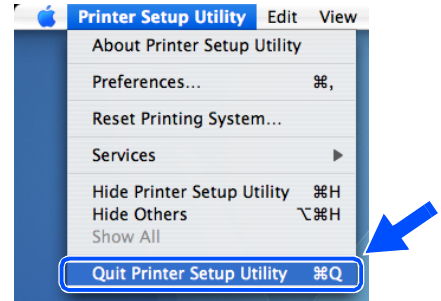 Printer Setup Utility Edit View
About Printer Setup Utility
Preferences... ⌘,
Reset Printing System...
Services ▶
Hide Printer Setup Utility ⌘H
Hide Others ⌥⌘H
Show All
Quit Printer Setup Utility ⌘Q